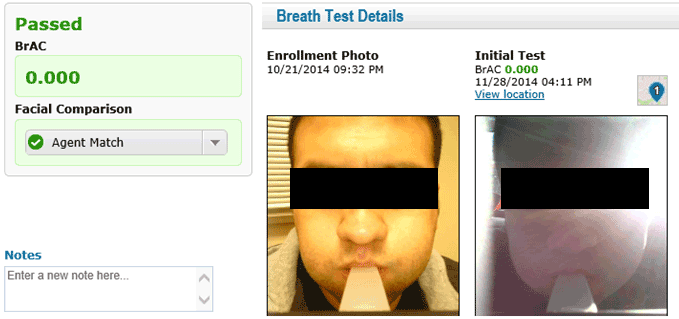 Passed
BrAC
0.000
Facial Comparison
Agent Match
Notes
Enter a new note here...
Breath Test Details
Enrollment Photo
10/21/2014 09:32 PM
Initial Test
BrAC 0.000
11/28/2014 04:11 PM
View location
1